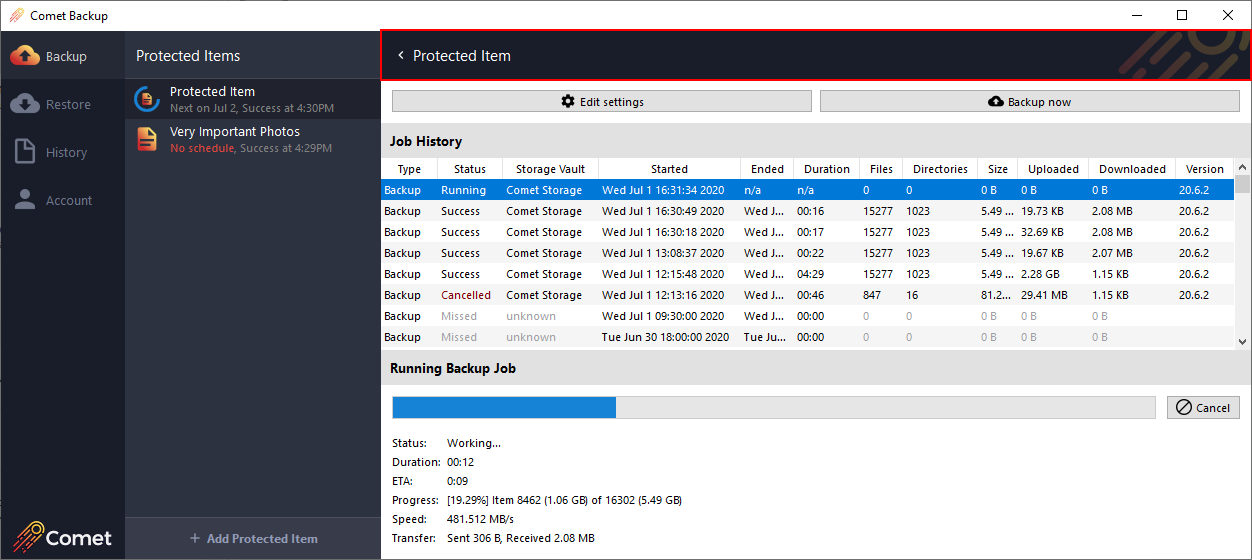 Comet Backup
Backup
Restore
History
Account
Comet
Protected Items
Protected Item
Next on Jul 2, Success at 4:30PM
Very Important Photos
No schedule, Success at 4:29PM
+ Add Protected Item
< Protected Item
Edit settings Backup now
Job History
Type Status Storage Vault Started Ended Duration Files Directories Size Uploaded Downloaded Version
Backup Running Comet Storage Wed Jul 1 16:31:34 2020 n/a n/a 0 0 0 B 0 B 0 B 20.6.2
Backup Success Comet Storage Wed Jul 1 16:30:49 2020 Wed J... 00:16 15277 1023 5.49 ... 19.73 KB 2.08 MB 20.6.2
Backup Success Comet Storage Wed Jul 1 16:30:18 2020 Wed J... 00:17 15277 1023 5.49 ... 32.69 KB 2.08 MB 20.6.2
Backup Success Comet Storage Wed Jul 1 13:08:37 2020 Wed J... 00:22 15277 1023 5.49 ... 19.67 KB 2.07 MB 20.6.2
Backup Success Comet Storage Wed Jul 1 12:15:48 2020 Wed J... 04:29 15277 1023 5.49 ... 2.28 GB 1.15 KB 20.6.2
Backup Cancelled Comet Storage Wed Jul 1 12:13:16 2020 Wed J... 00:46 847 16 81.2... 29.41 MB 1.15 KB 20.6.2
Backup Missed unknown Wed Jul 1 09:30:00 2020 Wed J... 00:00 0 0 0 B 0 B 0 B
Backup Missed unknown Tue Jun 30 18:00:00 2020 Tue Ju... 00:00 0 0 0 B 0 B 0 B
Running Backup Job
Cancel
Status: Working...
Duration: 00:12
ETA: 0:09
Progress: [19.29%] Item 8462 (1.06 GB) of 16302 (5.49 GB)
Speed: 481.512 MB/s
Transfer: Sent 306 B, Received 2.08 MB